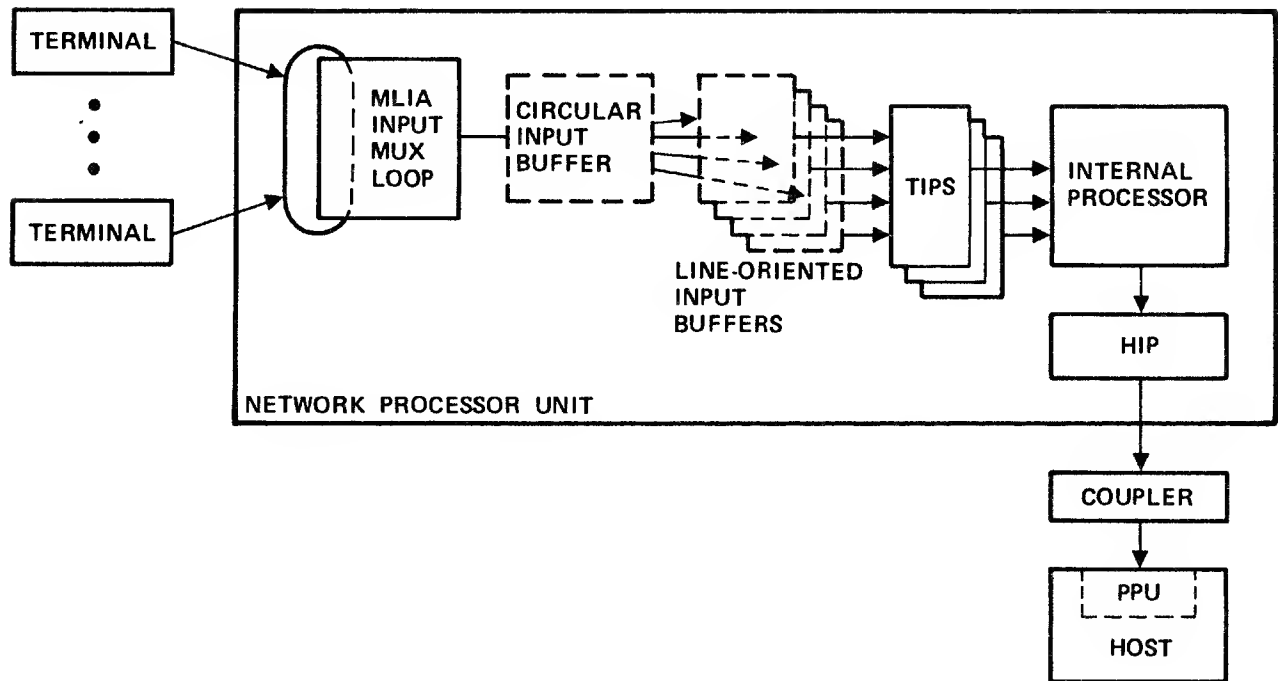 TERMINAL
TERMINAL
MLIA
INPUT
MUX
LOOP
CIRCULAR
INPUT
BUFFER
LINE-ORIENTED
INPUT
BUFFERS
TIPS
INTERNAL
PROCESSOR
HIP
NETWORK PROCESSOR UNIT
COUPLER
PPU
HOST